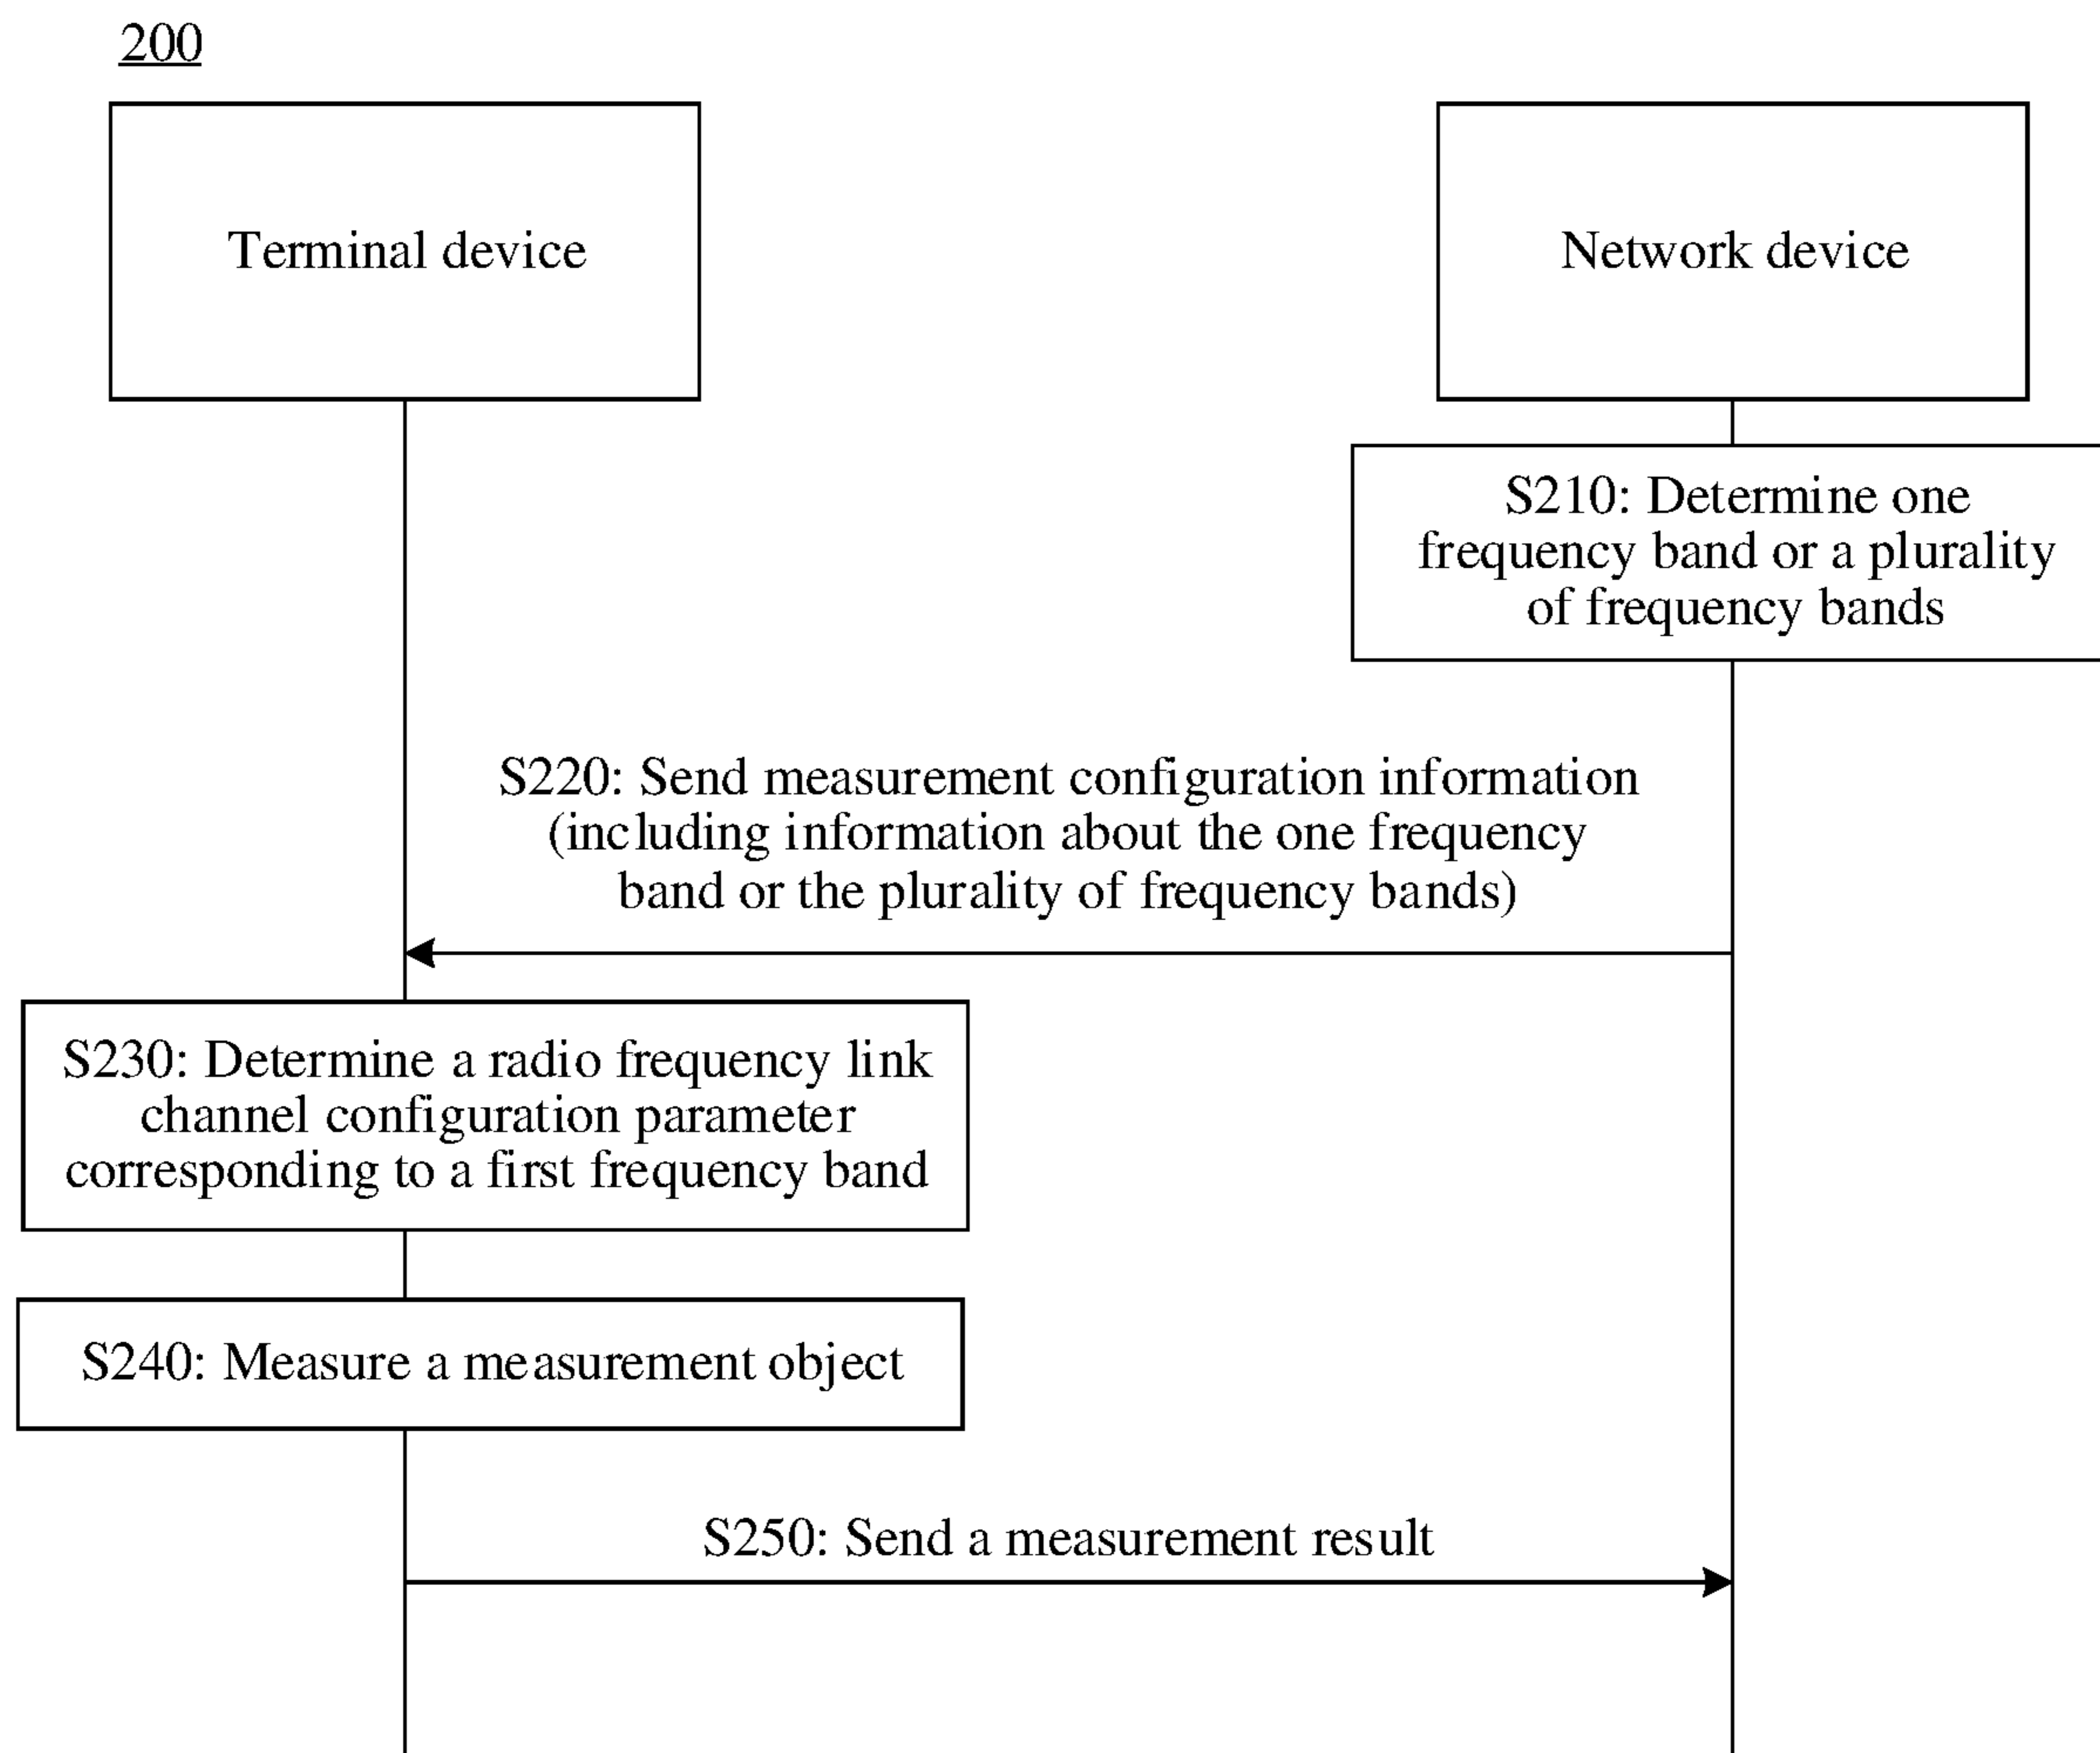 200
Terminal device
Network device
S210: Determine one
frequency band or a plurality
of frequency bands
S220: Send measurement configuration information
(including information about the one frequency
band or the plurality of frequency bands)
S230: Determine a radio frequency link
channel configuration parameter
corresponding to a first frequency band
S240: Measure a measurement object
S250: Send a measurement result